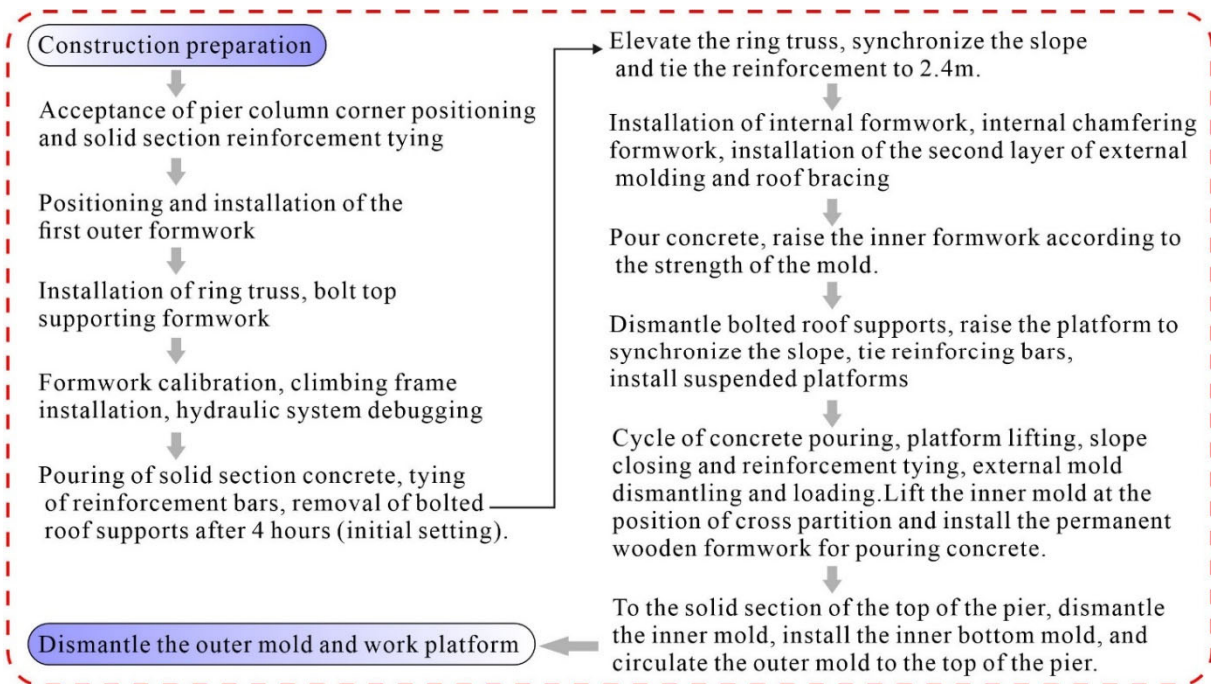 Construction preparation
Acceptance of pier column corner positioning
and solid section reinforcement tying
Positioning and installation of the
first outer formwork
Installation of ring truss, bolt top
supporting formwork
Formwork calibration, climbing frame
installation, hydraulic system debugging
Pouring of solid section concrete, tying
of reinforcement bars, removal of bolted
roof supports after 4 hours (initial setting).
Elevate the ring truss, synchronize the slope
and tie the reinforcement to 2.4m.
Installation of internal formwork, internal chamfering
formwork, installation of the second layer of external
molding and roof bracing
Pour concrete, raise the inner formwork according to
the strength of the mold.
Dismantle bolted roof supports, raise the platform to
synchronize the slope, tie reinforcing bars,
install suspended platforms
Cycle of concrete pouring, platform lifting, slope
closing and reinforcement tying, external mold
dismantling and loading.Lift the inner mold at the
position of cross partition and install the permanent
wooden formwork for pouring concrete.
To the solid section of the top of the pier, dismantle
the inner mold, install the inner bottom mold, and
circulate the outer mold to the top of the pier.
Dismantle the outer mold and work platform